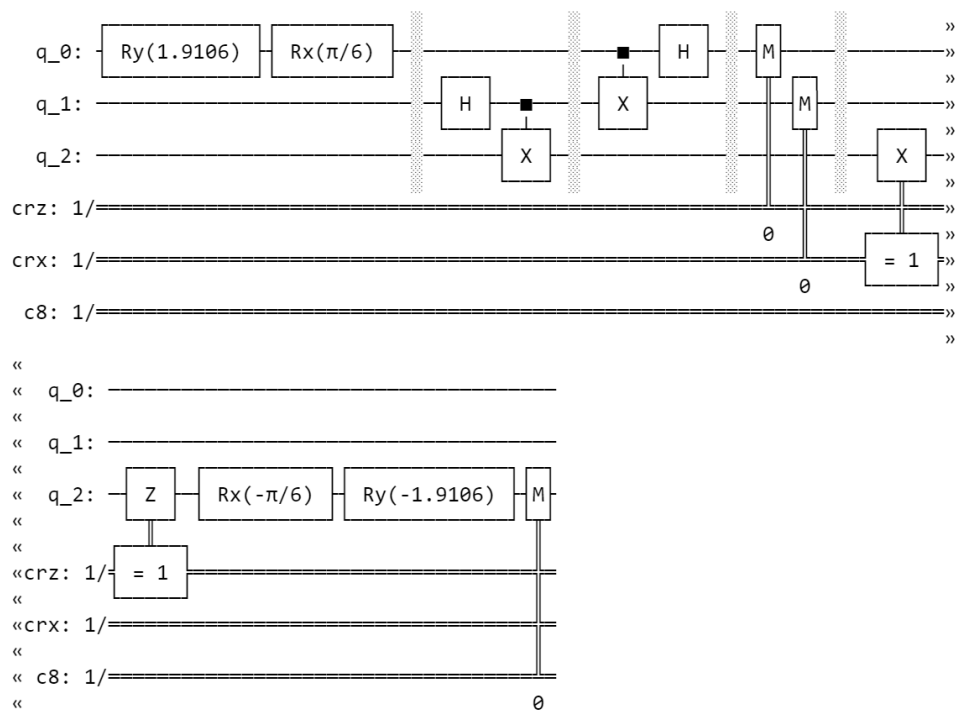 »
q_0: Ry(1.9106) Rx(π/6) H M
»
q_1: H X M »
»
q_2: X X »
»
crz: 1/ »
0 »
crx: 1/ = 1 »
0 »
c8: 1/ »
»
«
« q_0:
«
« q_1:
«
« q_2: Z Rx(-π/6) Ry(-1.9106) M
«
«
«crz: 1/ = 1
«
«crx: 1/
«
« c8: 1/
« 0